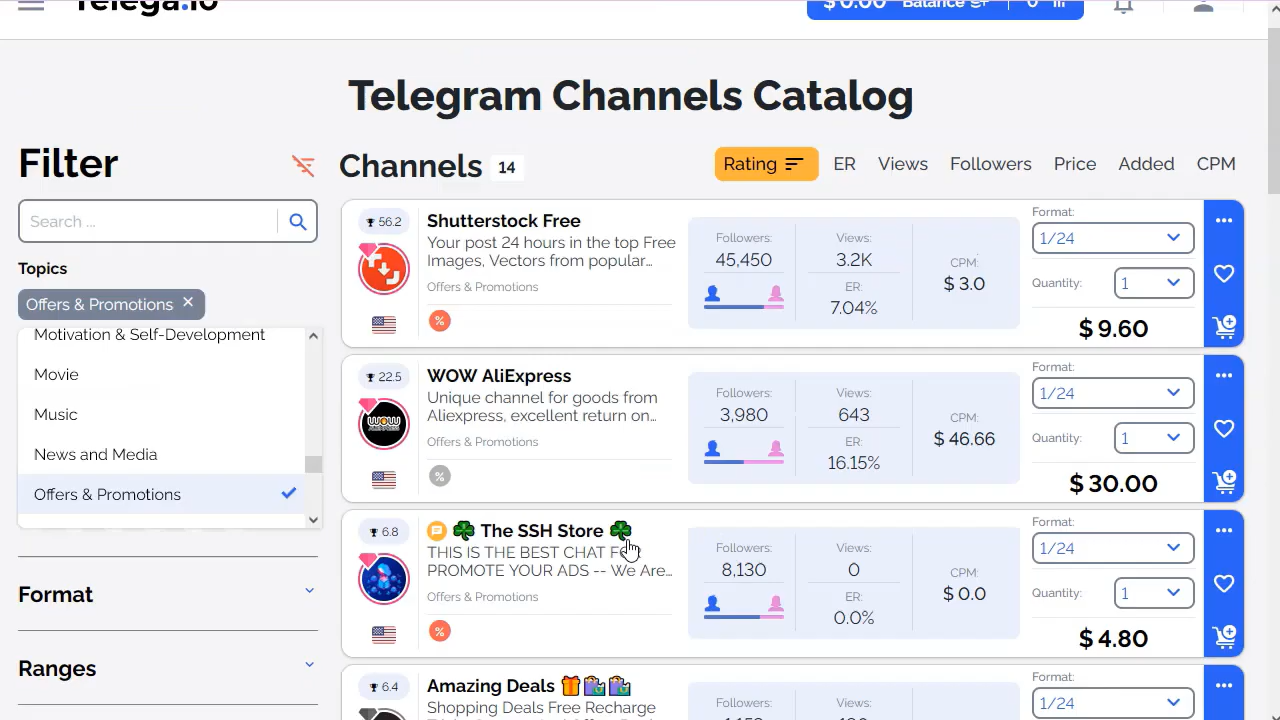 Telega.io
$ 0.00 Balance
0
Telegram Channels Catalog
Filter
Search ...
Topics
Offers & Promotions ×
Motivation & Self-Development
Movie
Music
News and Media
Offers & Promotions
Format
Ranges
Channels 14
Rating ER Views Followers Price Added CPM
56.2
Shutterstock Free
Your post 24 hours in the top Free
Images, Vectors from popular...
Offers & Promotions
%
Followers:
45,450
Views:
3.2K
ER:
7.04%
CPM:
$ 3.0
Format:
1/24
Quantity: 1
$ 9.60
22.5
WOW AliExpress
Unique channel for goods from
Aliexpress, excellent return on...
Offers & Promotions
%
Followers:
3,980
Views:
643
ER:
16.15%
CPM:
$ 46.66
Format:
1/24
Quantity: 1
$ 30.00
6.8
🍀 The SSH Store 🍀
THIS IS THE BEST CHAT
PROMOTE YOUR ADS -- We Are...
Offers & Promotions
%
Followers:
8,130
Views:
0
ER:
0.0%
CPM:
$ 0.0
Format:
1/24
Quantity: 1
$ 4.80
6.4
Amazing Deals 🎁🛍️🛍️
Shopping Deals Free Recharge
Followers:
Views:
CPM:
Format:
1/24